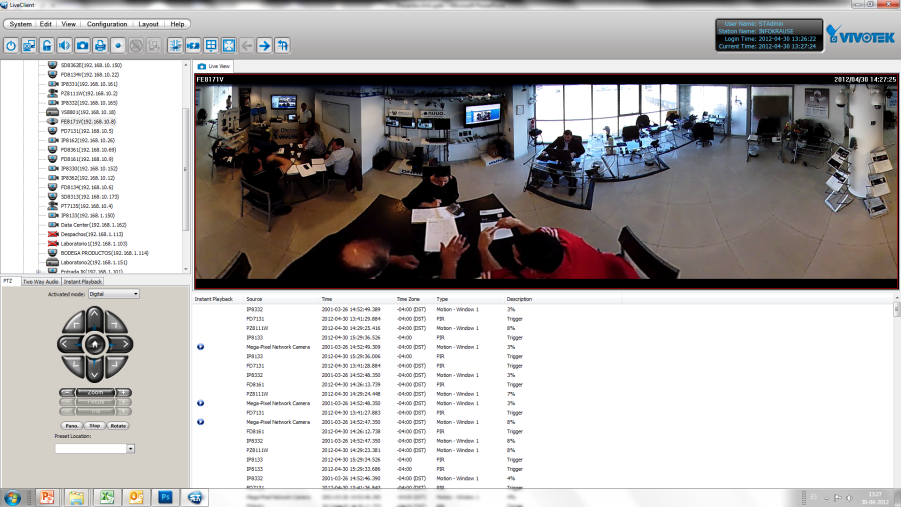 LiveClient
System Edit View Configuration Layout Help
User Name: STAdmin
Station Name: INFOKRAUSE
Login Time: 2012-04-30 13:26:22
Current Time: 2012-04-30 13:27:24
VIVOTEK
SD8362E(192.168.10.150)
FD8134V(192.168.10.22)
IP8331(192.168.10.161)
PZ8111W(192.168.10.2)
IP8332(192.168.10.165)
VS8801(192.168.10.18)
FE8171V(192.168.10.8)
FD7131(192.168.10.5)
IP8162(192.168.10.26)
FD8361(192.168.10.69)
FD8161(192.168.10.9)
IP8330(192.168.10.152)
IP8362(192.168.10.12)
FD8134(192.168.10.6)
SD8313(192.168.10.173)
PT7135(192.168.10.4)
IP8133(192.168.1.150)
Data Center(192.168.1.162)
Despachos(192.168.1.113)
Laboratorio1(192.168.1.103)
BODEGA PRODUCTOS(192.168.1.114)
Laboratorio2(192.168.1.151)
Entrada IK(192.168.1.101)
Live View
FE8171V 2012/04/30 14:27:25
PTZ Two Way Audio Instant Playback
Activated mode: Digital
Zoom
Focus
Iris
Pano. Stop Rotate
Preset Location:
Instant Playback Source Time Time Zone Type Description
IP8332 2001-03-26 14:52:49.389 -04:00 (DST) Motion - Window 1 3%
FD7131 2012-04-30 13:41:29.884 -04:00 (DST) PIR Trigger
PZ8111W 2012-04-30 14:29:25.416 -04:00 (DST) Motion - Window 1 8%
IP8133 2012-04-30 15:29:36.526 -04:00 PIR Trigger
Mega-Pixel Network Camera 2001-03-26 14:52:49.349 -04:00 (DST) Motion - Window 1 3%
IP8133 2012-04-30 15:29:36.006 -04:00 PIR Trigger
FD7131 2012-04-30 13:41:28.884 -04:00 (DST) PIR Trigger
IP8332 2001-03-26 14:52:48.350 -04:00 (DST) Motion - Window 1 3%
FD8161 2012-04-30 14:26:13.739 -04:00 (DST) PIR Trigger
PZ8111W 2012-04-30 14:29:24.448 -04:00 (DST) Motion - Window 1 7%
Mega-Pixel Network Camera 2001-03-26 14:52:48.350 -04:00 (DST) Motion - Window 1 3%
FD7131 2012-04-30 13:41:27.883 -04:00 (DST) PIR Trigger
Mega-Pixel Network Camera 2001-03-26 14:52:47.350 -04:00 (DST) Motion - Window 1 8%
FD8161 2012-04-30 14:26:12.738 -04:00 (DST) PIR Trigger
IP8332 2001-03-26 14:52:47.350 -04:00 (DST) Motion - Window 1 8%
PZ8111W 2012-04-30 14:29:23.381 -04:00 (DST) Motion - Window 1 8%
IP8133 2012-04-30 15:29:34.526 -04:00 PIR Trigger
IP8133 2012-04-30 15:29:33.686 -04:00 PIR Trigger
IP8332 2001-03-26 14:52:46.390 -04:00 (DST) Motion - Window 1 4%
FD7131 2012-04-30 13:41:26.843 -04:00 (DST) PIR Trigger
ES
13:27
30-04-2012